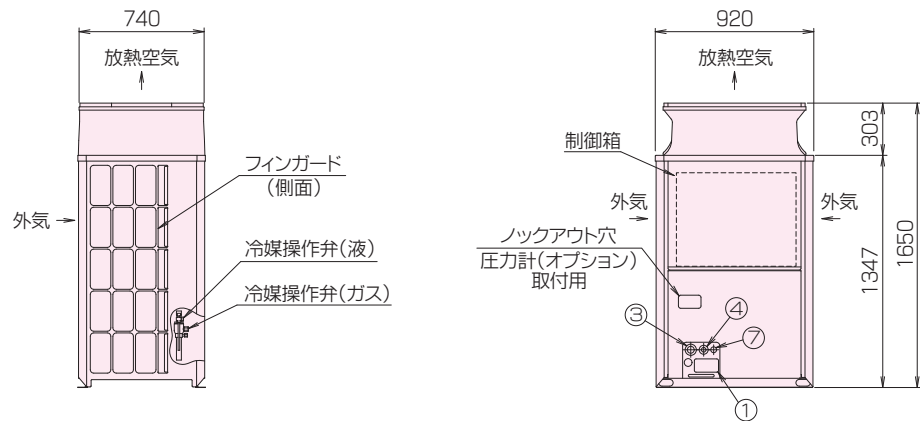 740
放熱空気
フィンガード
(側面)
外気
冷媒操作弁(液)
冷媒操作弁(ガス)
920
放熱空気
制御箱
外気
外気
ノックアウト穴
圧力計(オプション)
取付用
③
④
⑦
①
303
1347
1650